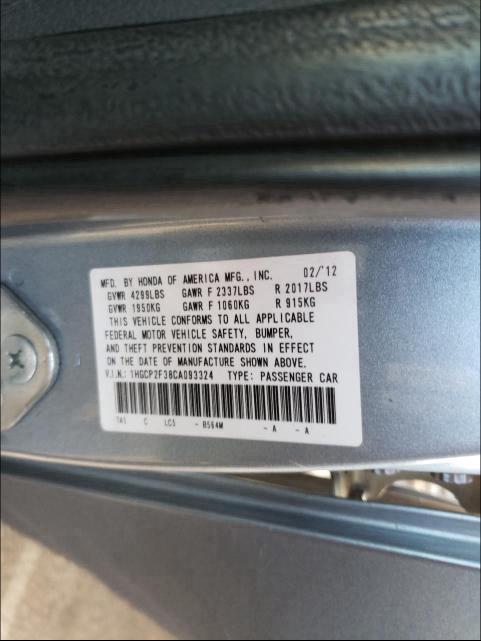 MFD. BY HONDA OF AMERICA MFG., INC. 02/'12
GVWR 4299LBS GAWR F 2337LBS R 2017LBS
GVWR 1950KG GAWR F 1060KG R 915KG
THIS VEHICLE CONFORMS TO ALL APPLICABLE
FEDERAL MOTOR VEHICLE SAFETY, BUMPER,
AND THEFT PREVENTION STANDARDS IN EFFECT
ON THE DATE OF MANUFACTURE SHOWN ABOVE.
V.I.N.: 1HGCP2F38CA093324 TYPE: PASSENGER CAR
C - B564M - A - A